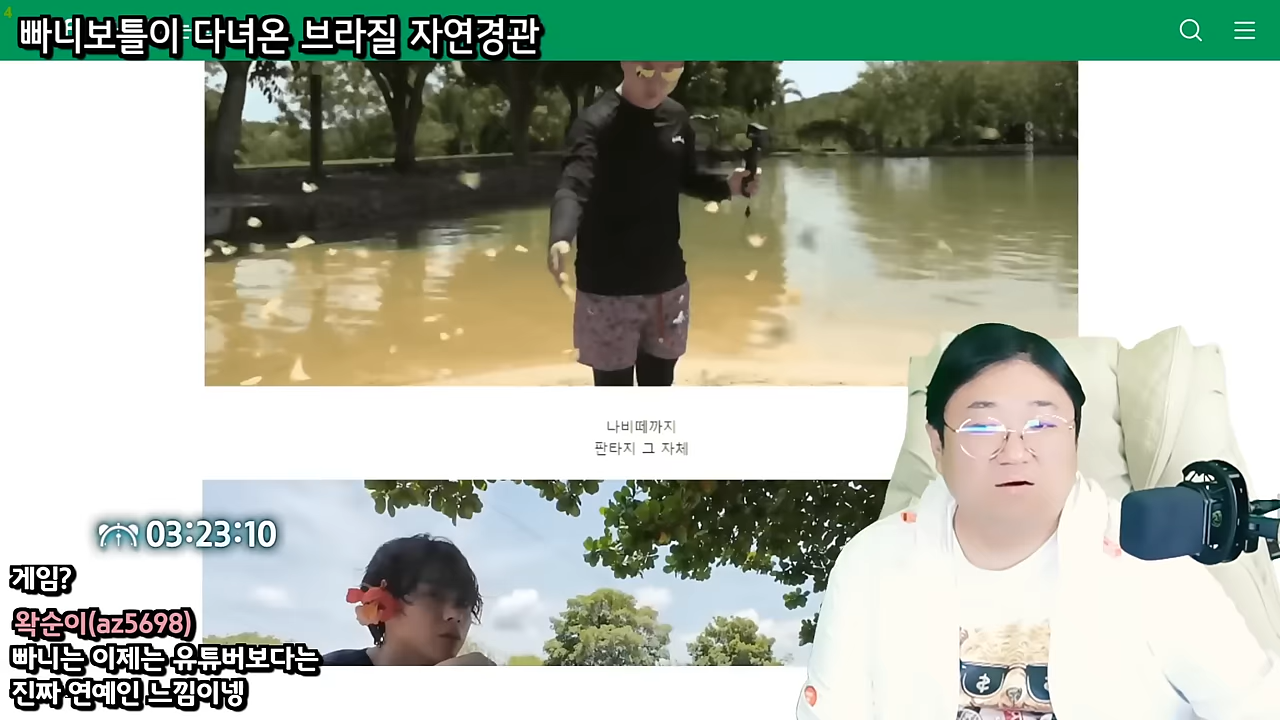 4
빠니보틀이 다녀온 브라질 자연경관
나비떼까지
판타지 그 자체
03:23:10
게임?
왁순이(az5698)
빠니는 이제는 유튜버보다는
진짜 연예인 느낌이넹